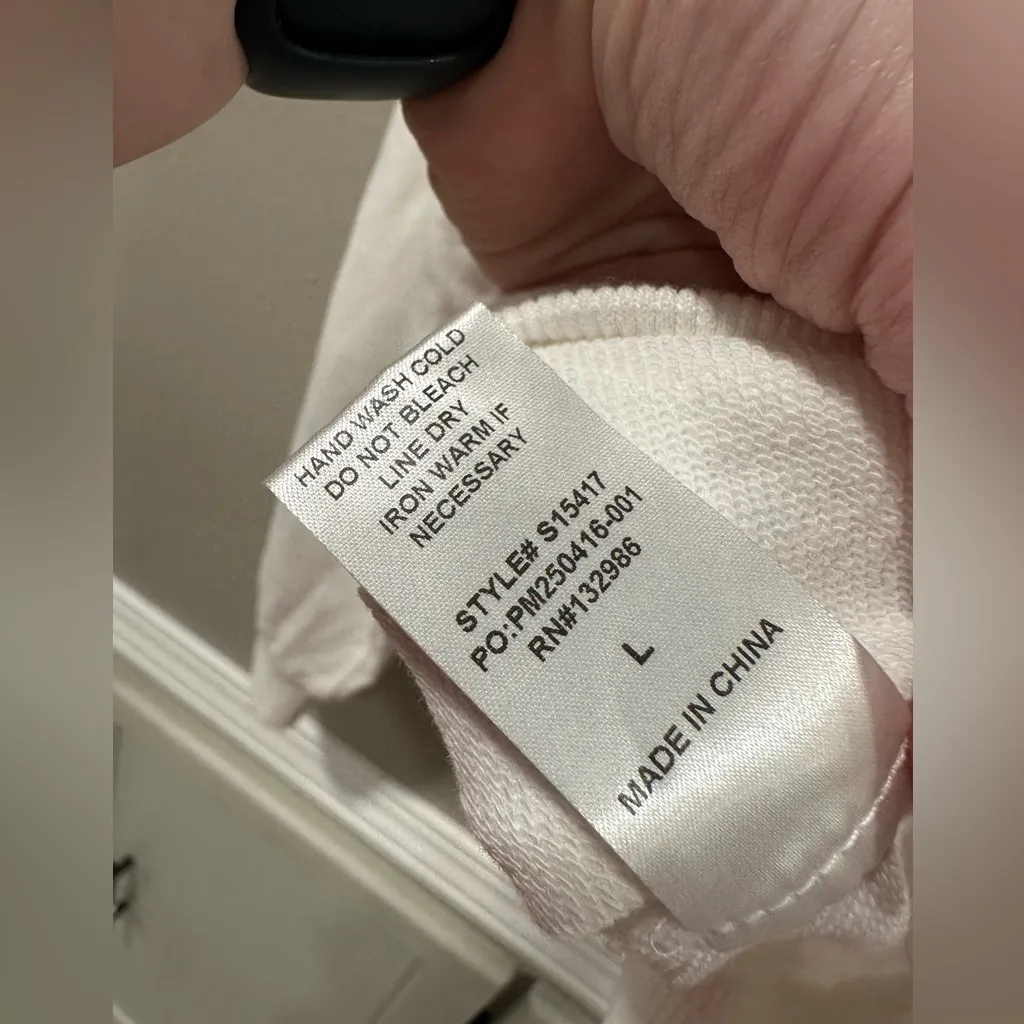 HAND WASH COLD
DO NOT BLEACH
LINE DRY
IRON WARM IF
NECESSARY
STYLE# S15417
PO:PM250416-001
RN#132986
L
MADE IN CHINA